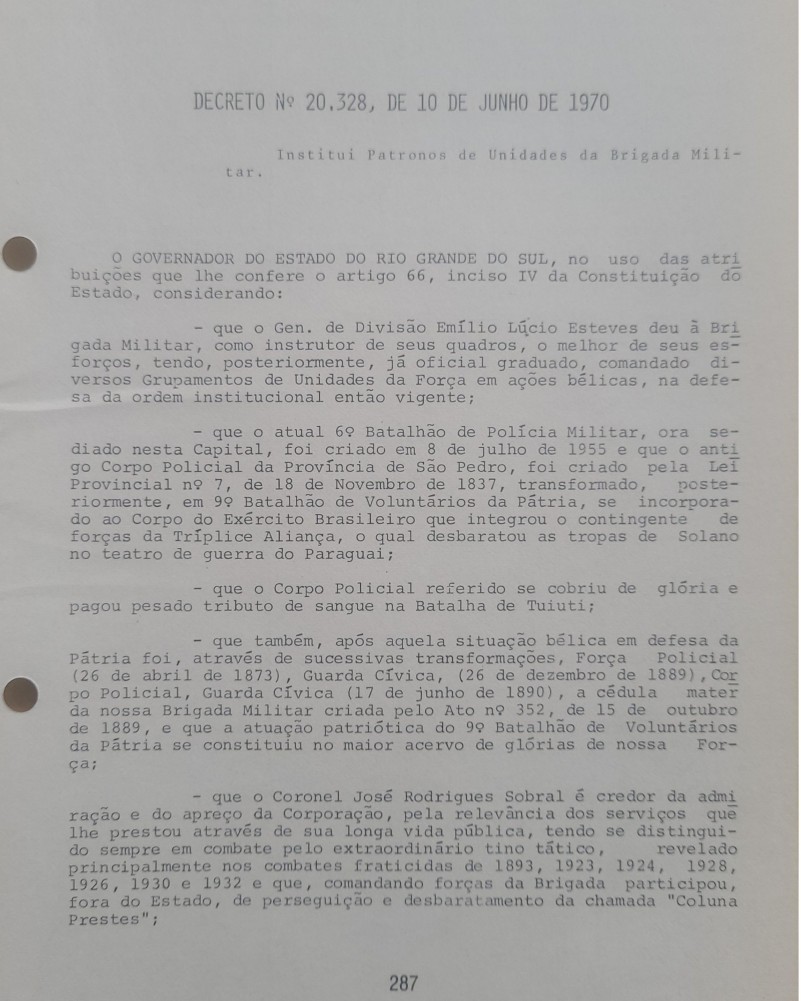 DECRETO Nº 20.328, DE 10 DE JUNHO DE 1970
Institui Patronos de Unidades da Brigada Mili-
tar.
O GOVERNADOR DO ESTADO DO RIO GRANDE DO SUL, no uso das atri
buições que lhe confere o artigo 66, inciso IV da Constituição do
Estado, considerando:
- que o Gen. de Divisão Emílio Lúcio Esteves deu à Bri
gada Militar, como instrutor de seus quadros, o melhor de seus es-
forços, tendo, posteriormente, já oficial graduado, comandado di-
versos Grupamentos de Unidades da Força em ações bélicas, na defe-
sa da ordem institucional então vigente;
- que o atual 6º Batalhão de Polícia Militar, ora se-
diado nesta Capital, foi criado em 8 de julho de 1955 e que o anti
go Corpo Policial da Província de São Pedro, foi criado pela Lei
Provincial nº 7, de 18 de Novembro de 1837, transformado, poste-
riormente, em 9º Batalhão de Voluntários da Pátria, se incorpora-
do ao Corpo do Exército Brasileiro que integrou o contingente de
forças da Tríplice Aliança, o qual desbaratou as tropas de Solano
no teatro de guerra do Paraguai;
- que o Corpo Policial referido se cobriu de glória e
pagou pesado tributo de sangue na Batalha de Tuiuti;
- que também, após aquela situação bélica em defesa da
Pátria foi, através de sucessivas transformações, Força Policial
(26 de abril de 1873), Guarda Cívica, (26 de dezembro de 1889), Cor
po Policial, Guarda Cívica (17 de junho de 1890), a cédula mater
da nossa Brigada Militar criada pelo Ato nº 352, de 15 de outubro
de 1889, e que a atuação patriótica do 9º Batalhão de Voluntários
da Pátria se constituiu no maior acervo de glórias de nossa For-
ça;
- que o Coronel José Rodrigues Sobral é credor da admi
ração e do apreço da Corporação, pela relevância dos serviços que
lhe prestou através de sua longa vida pública, tendo se distingui-
do sempre em combate pelo extraordinário tino tático, revelado
principalmente nos combates fraticidas de 1893, 1923, 1924, 1928,
1926, 1930 e 1932 e que, comandando forças da Brigada participou,
fora do Estado, de perseguição e desbaratamento da chamada "Coluna
Prestes";
287